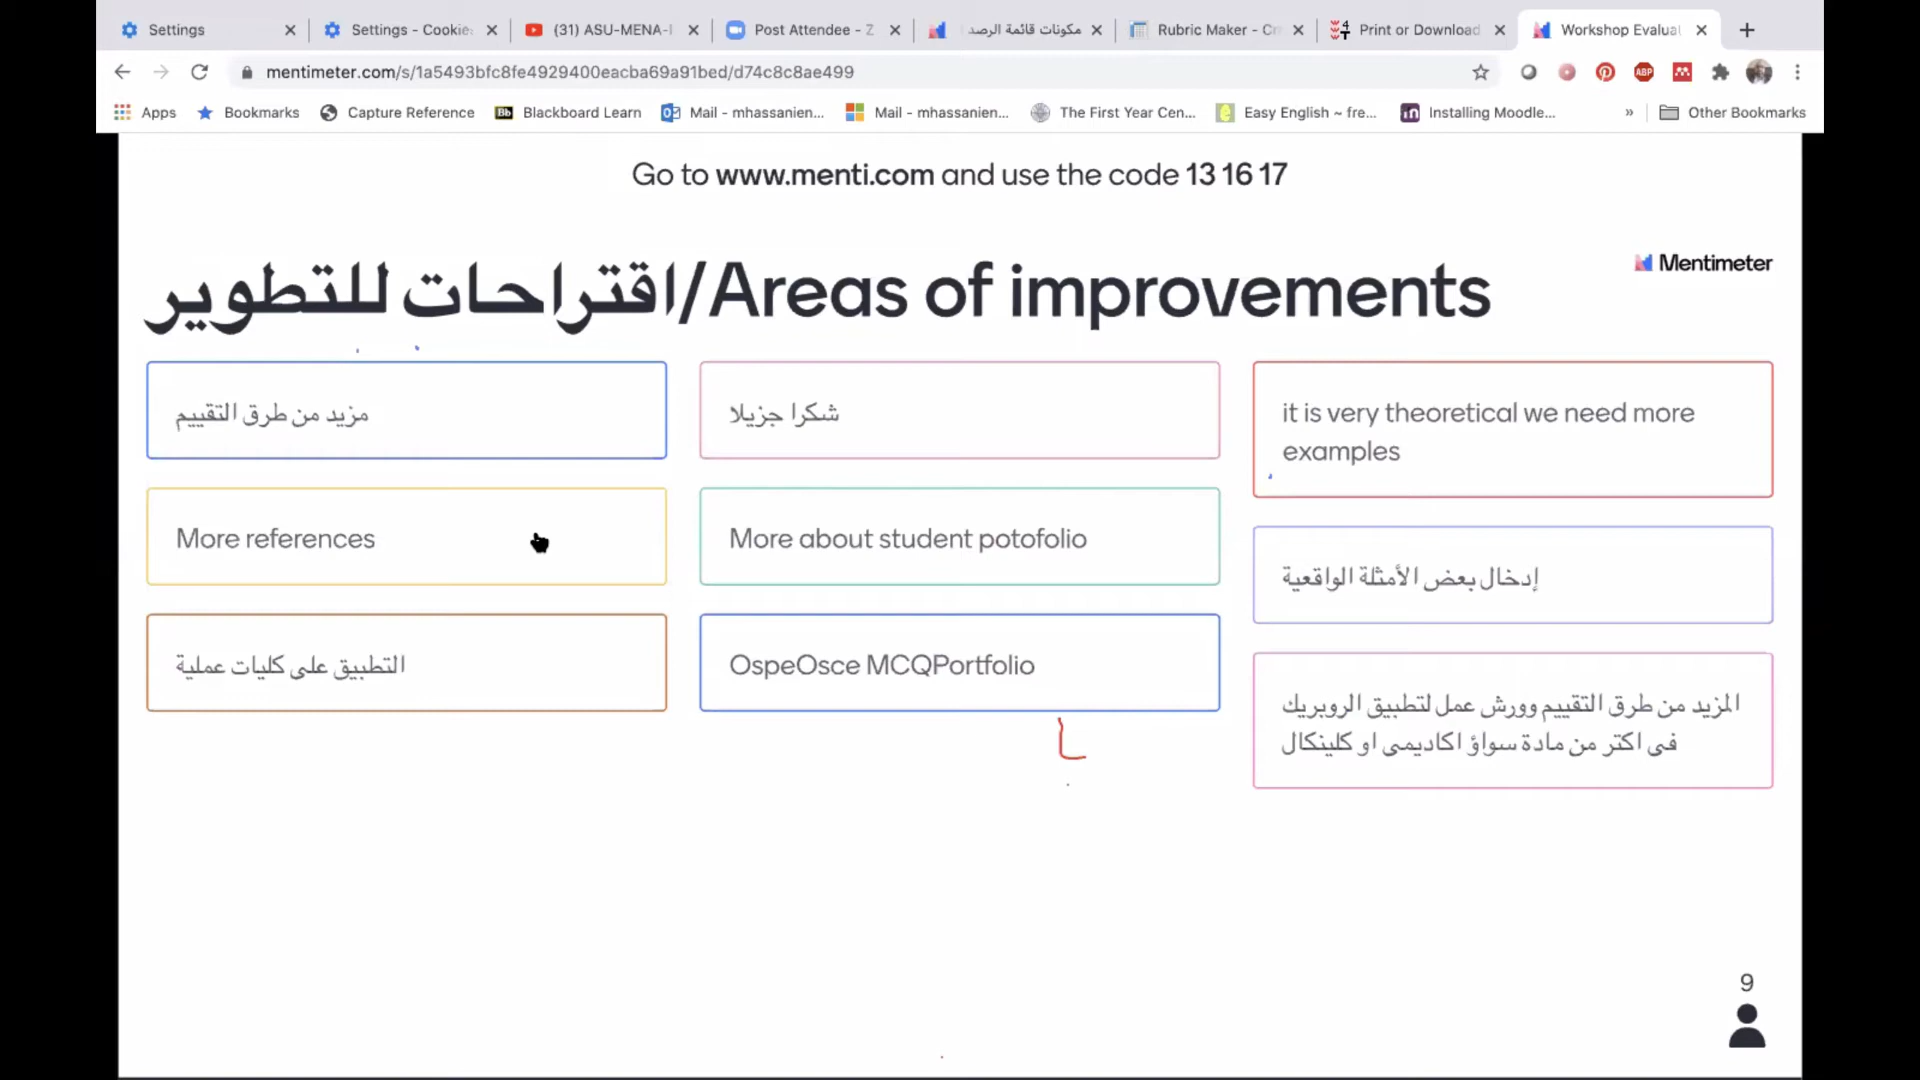 Settings
Settings - Cookie
(31) ASU-MENA-
Post Attendee - Z
مكونات قائمة الرصد
Rubric Maker - Cr
Print or Download
Workshop Evalua
mentimeter.com/s/1a5493bfc8fe4929400eacba69a91bed/d74c8c8ae499
ABP
Apps
Bookmarks
Capture Reference
Bb
Blackboard Learn
Mail - mhassanien...
Mail - mhassanien...
The First Year Cen...
Easy English ~ fre...
in
Installing Moodle...
»
Other Bookmarks
Go to www.menti.com and use the code 13 16 17
اقتراحات للتطوير/Areas of improvements
Mentimeter
مزيد من طرق التقييم
More references
التطبيق على كليات عملية
شكرا جزيلا
More about student potofolio
OspeOsce MCQPortfolio
it is very theoretical we need more
examples
إدخال بعض الأمثلة الواقعية
المزيد من طرق التقييم وورش عمل لتطبيق الروبريك
فى اكتر من مادة سواؤ اكاديمى او كلينكال
9